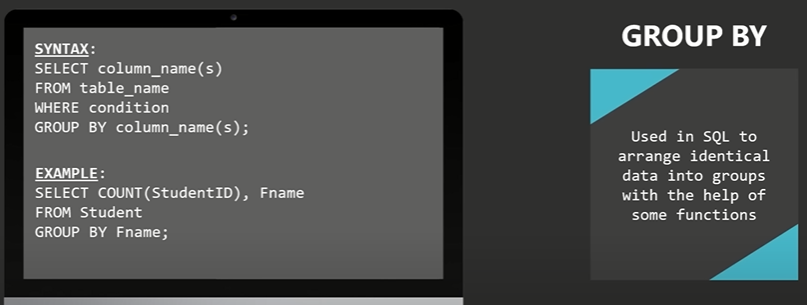 SYNTAX:
SELECT column_name(s)
FROM table_name
WHERE condition
GROUP BY column_name(s);
EXAMPLE:
SELECT COUNT(StudentID), Fname
FROM Student
GROUP BY Fname;
GROUP BY
Used in SQL to
arrange identical
data into groups
with the help of
some functions